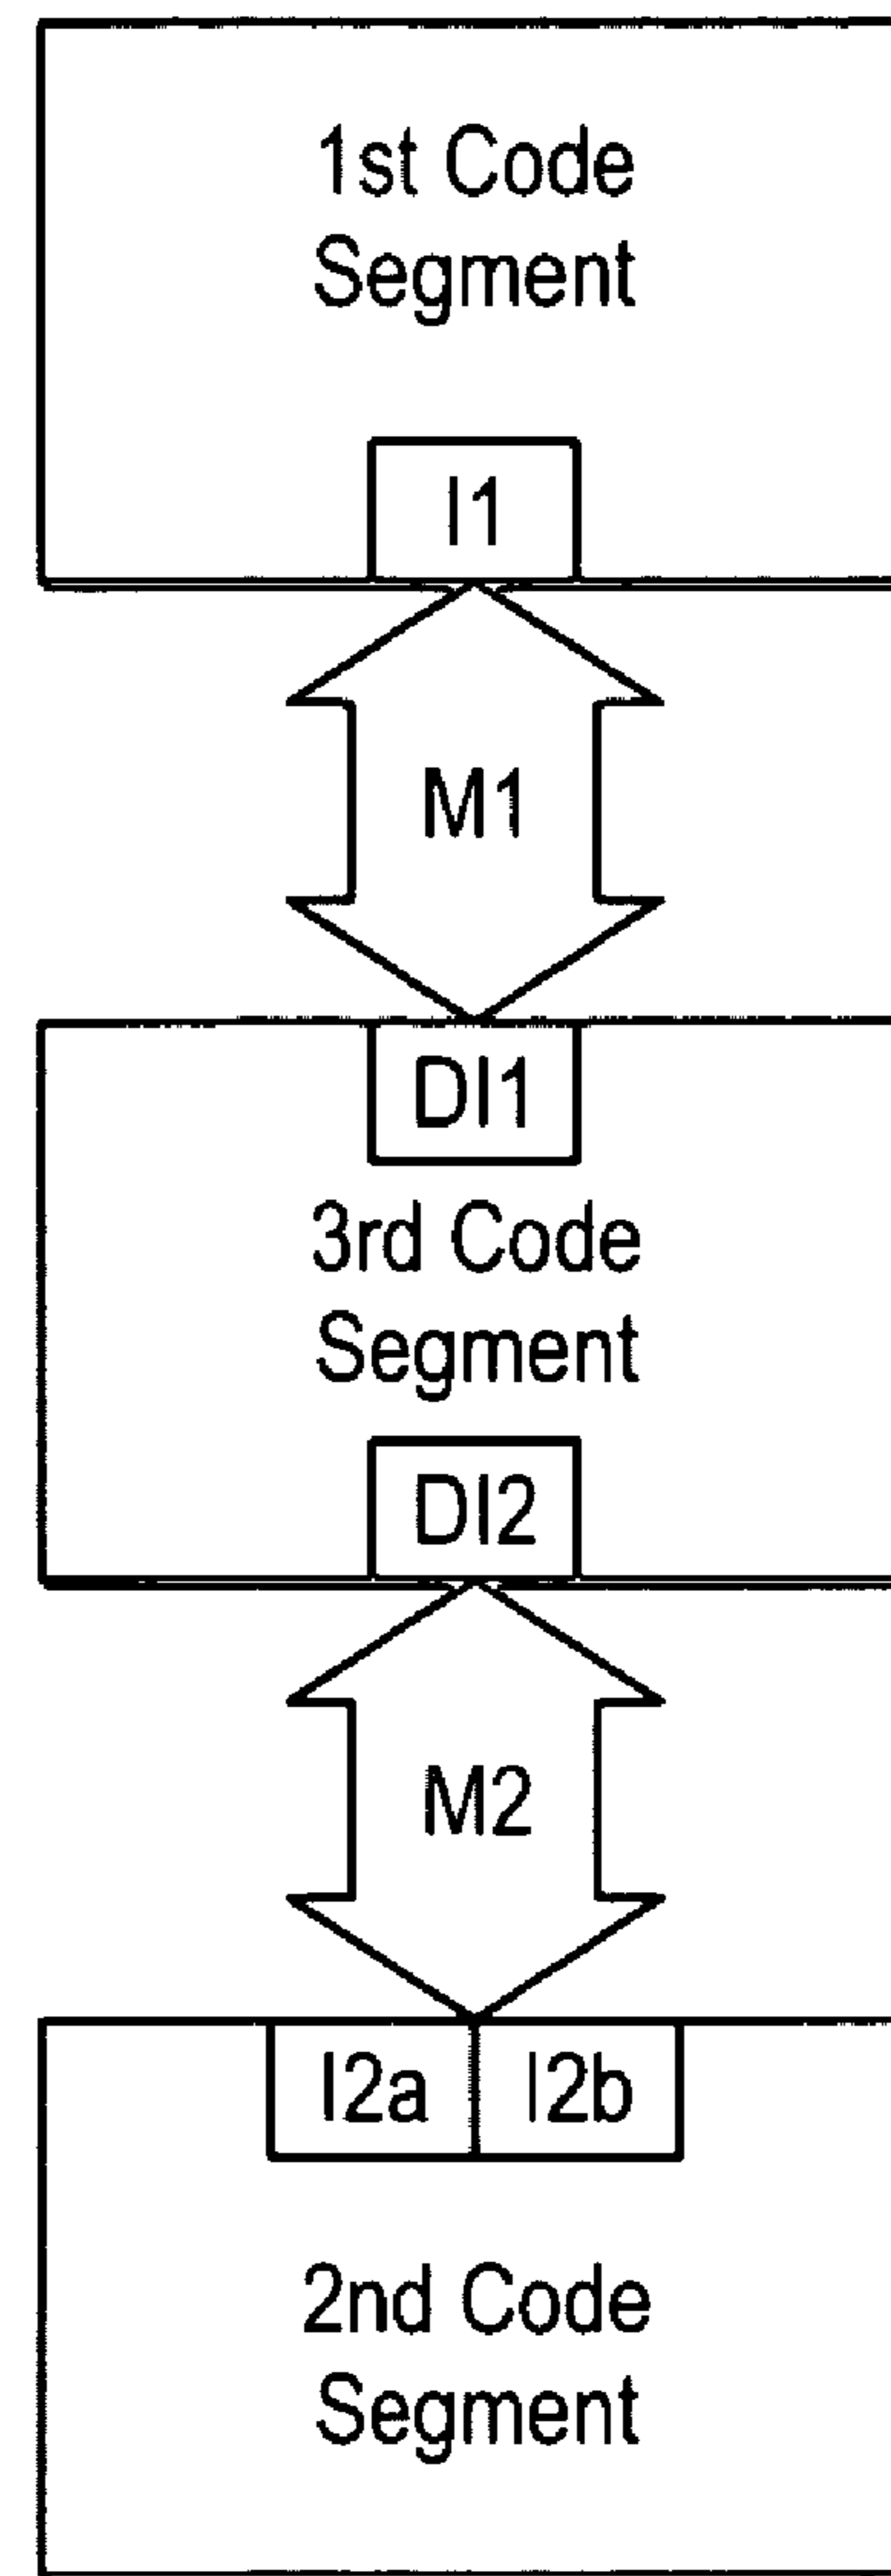 1st Code
Segment
I1
M1
DI1
3rd Code
Segment
DI2
M2
I2a I2b
2nd Code
Segment